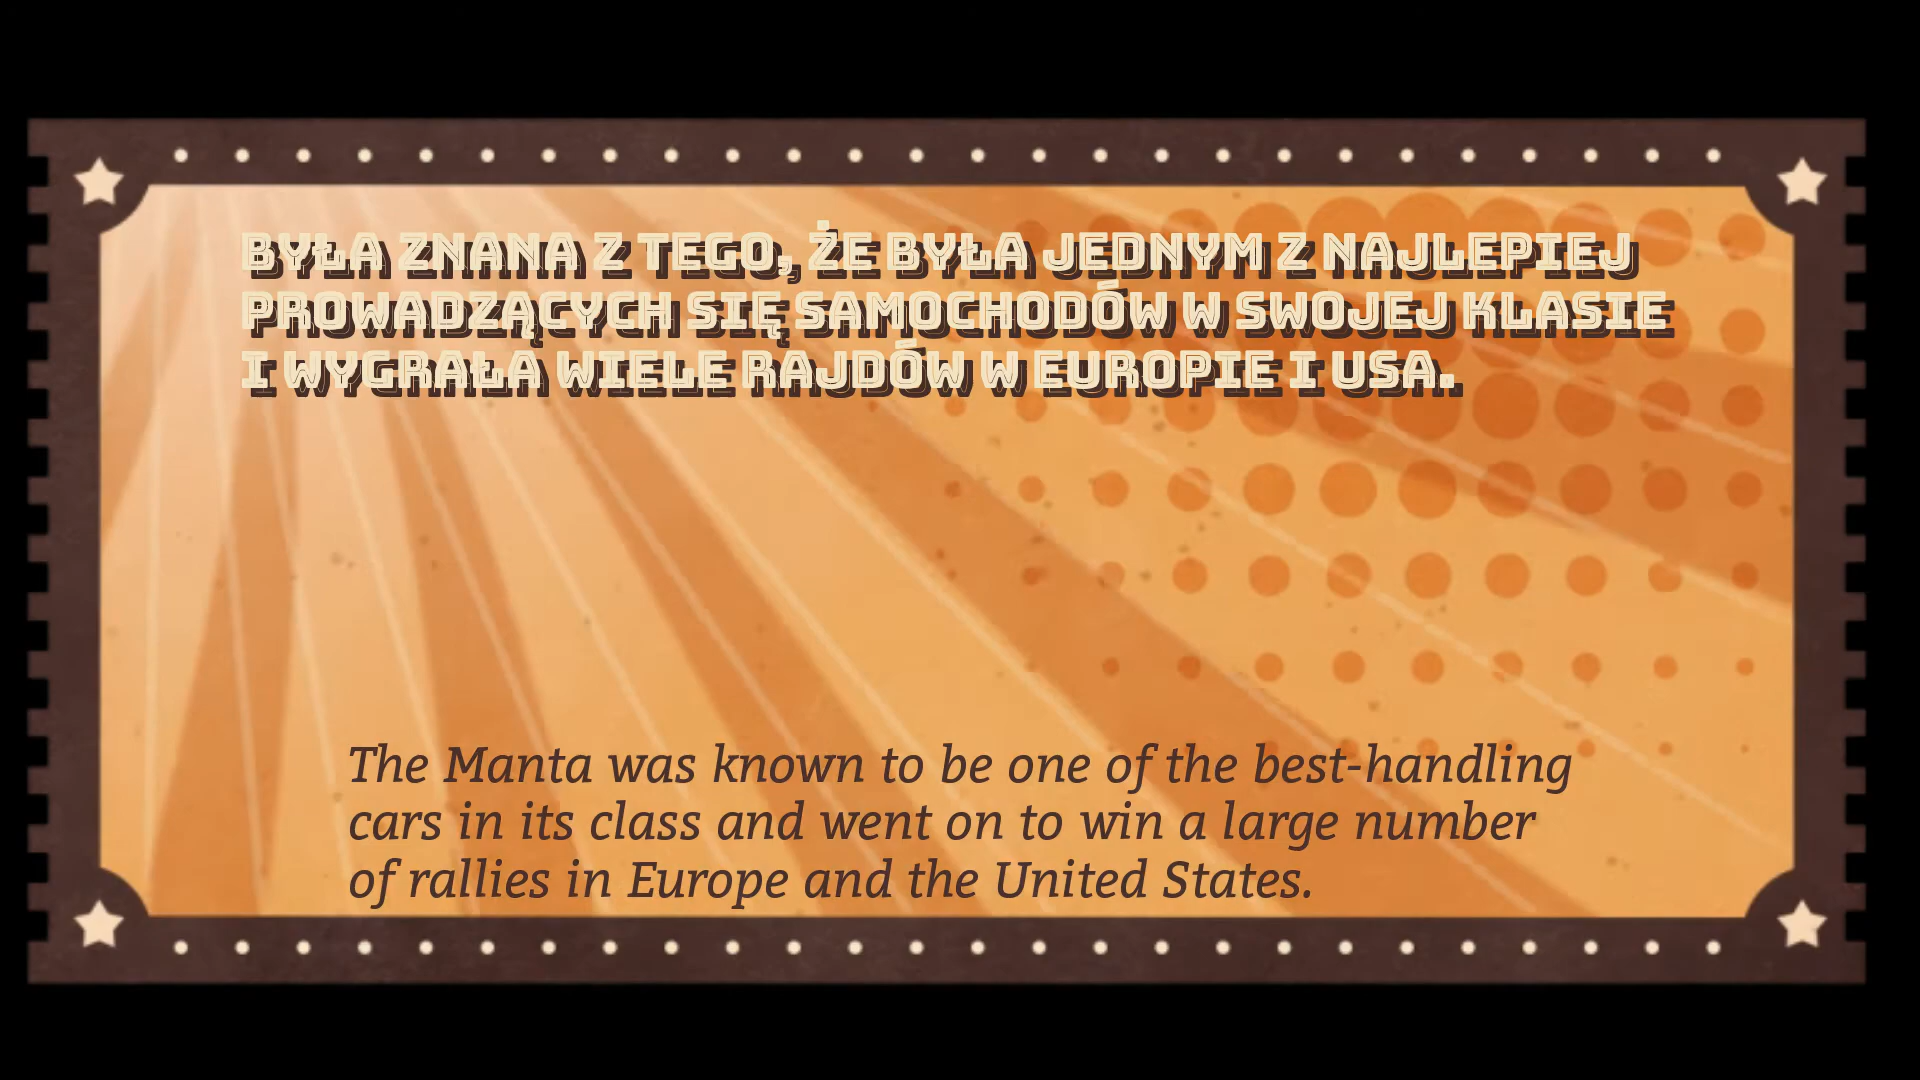 BYŁA ZNANA Z TEGO, ŻE BYŁA JEDNYM Z NAJLEPIEJ
PROWADZĄCYCH SIĘ SAMOCHODÓW W SWOJEJ KLASIE
I WYGRAŁA WIELE RAJDÓW W EUROPIE I USA.
The Manta was known to be one of the best-handling
cars in its class and went on to win a large number
of rallies in Europe and the United States.